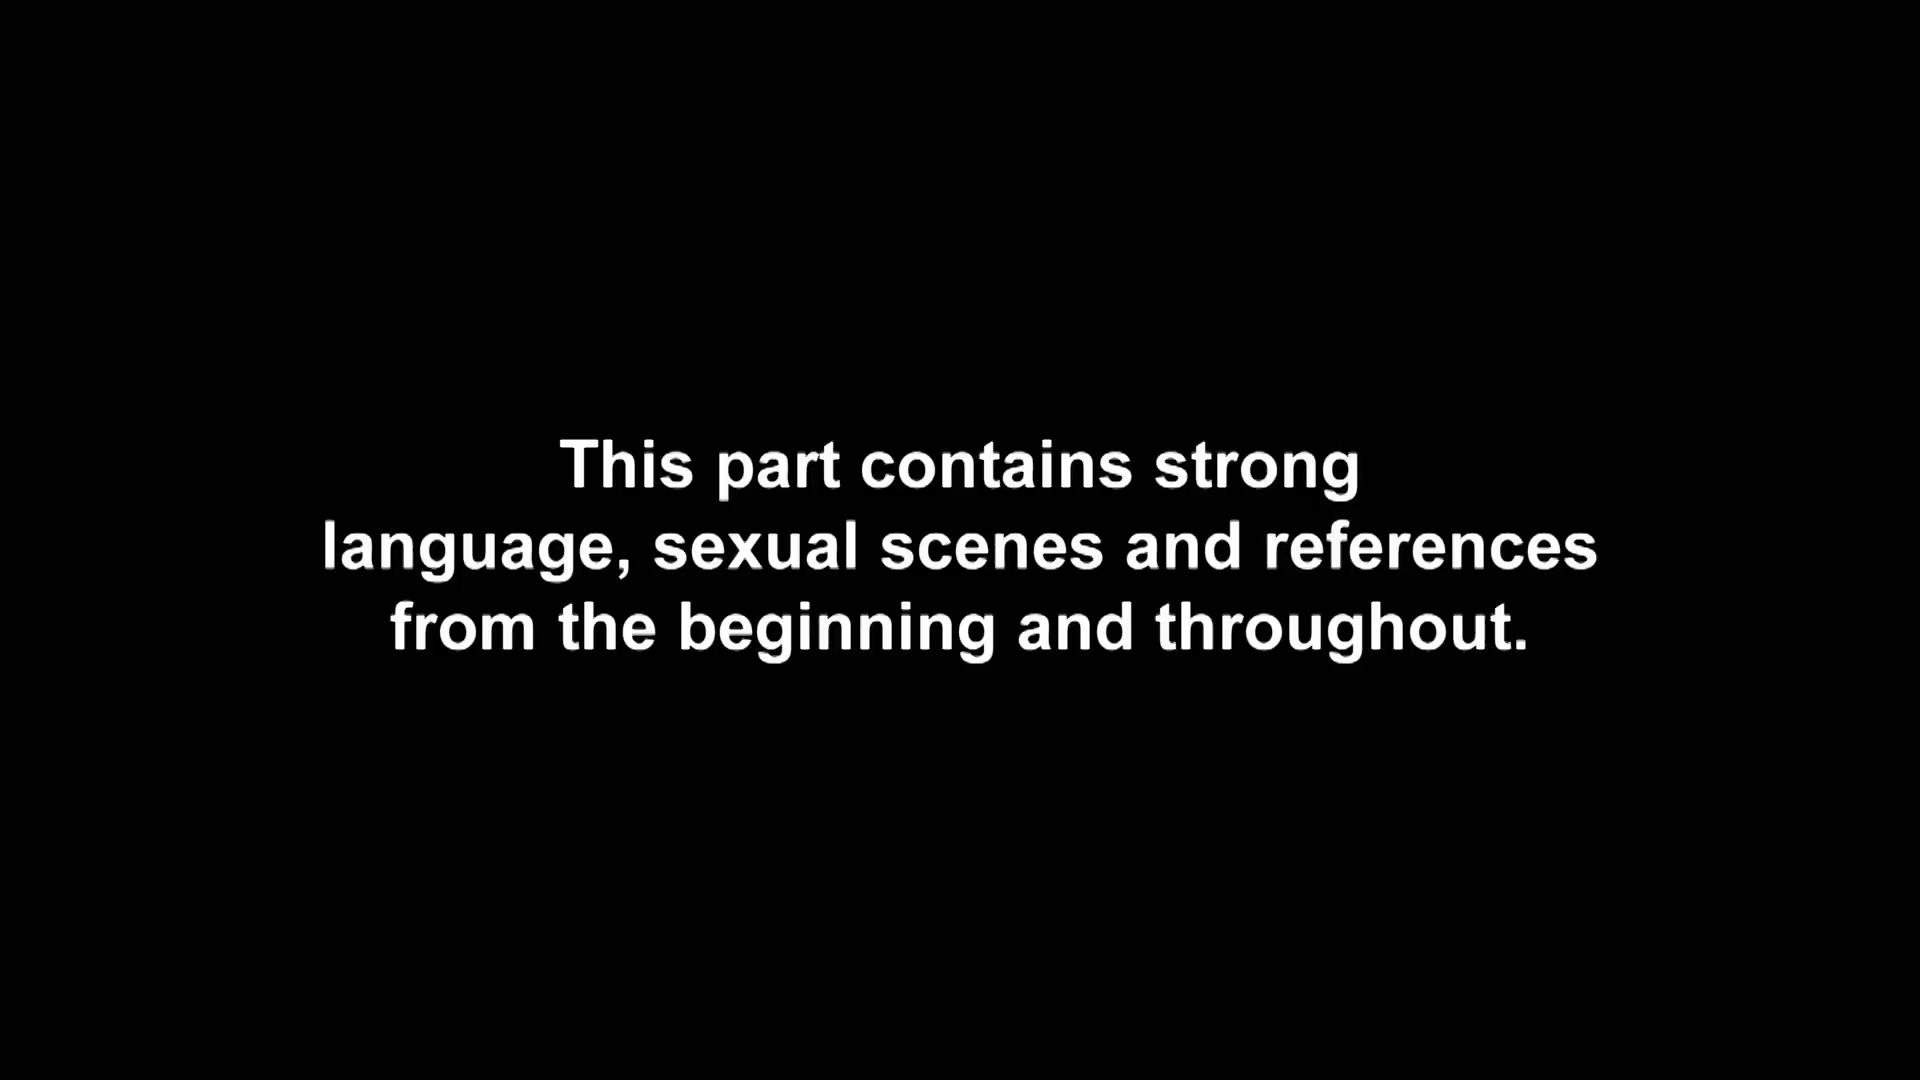 This part contains strong
language, sexual scenes and references
from the beginning and throughout.